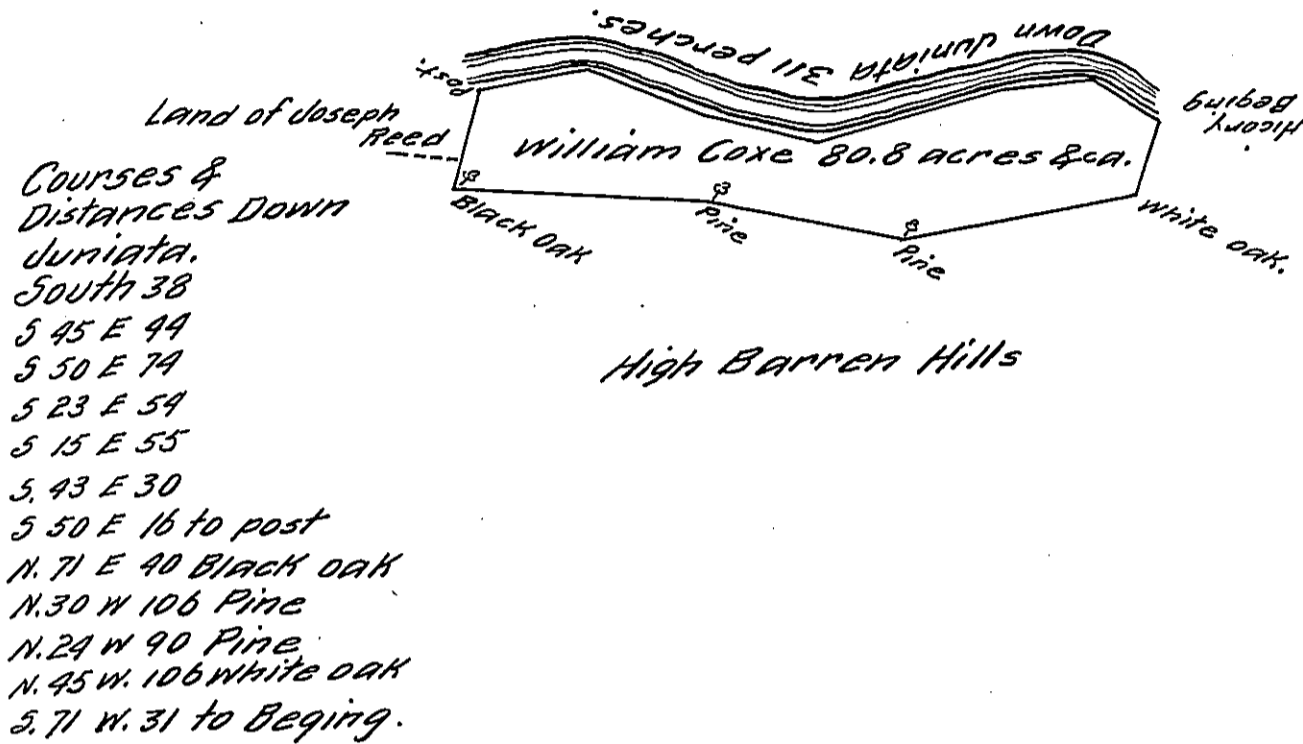 Down Juniata 311 perches.
Post.
Hicory
Beging
Land of Joseph
Reed
William Coxe 80.8 acres &ca.
Black Oak
Pine
Pine
White oak.
High Barren Hills
Courses &
Distances Down
Juniata.
South 38
S 45 E 44
S 50 E 74
S 23 E 54
S 15 E 55
S. 43 E 30
S 50 E 16 to post
N. 71 E 40 Black oak
N. 30 W 106 Pine
N. 24 W 90 Pine
N. 45 W. 106 White oak
S. 71 W. 31 to Beging.